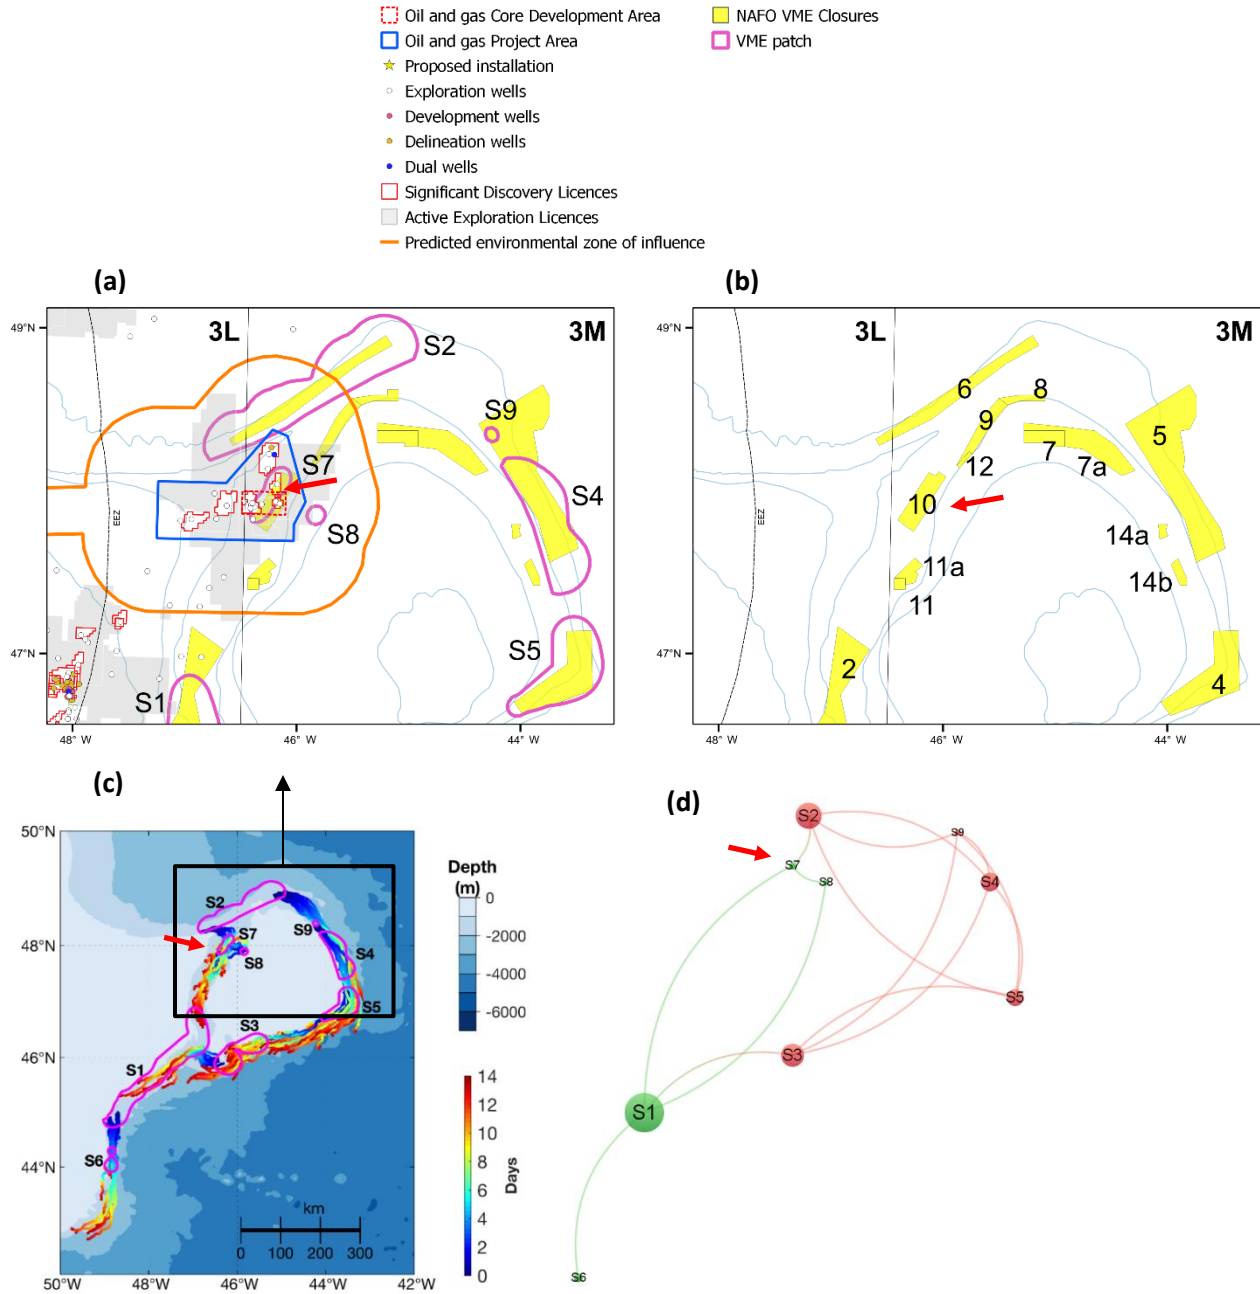 Oil and gas Core Development Area
Oil and gas Project Area
Proposed installation
Exploration wells
Development wells
Delineation wells
Dual wells
Significant Discovery Licences
Active Exploration Licences
Predicted environmental zone of influence
NAFO VME Closures
VME patch
(a)
3L
3M
49°N
47°N
48° W
46° W
44° W
EEZ
S2
S9
S7
S4
S8
S5
S1
(b)
3L
3M
49°N
47°N
48° W
46° W
44° W
EEZ
6
8
9
5
7
12
7a
10
14a
11a
14b
11
2
4
(c)
50°N
48°N
46°N
44°N
50°W
48°W
46°W
44°W
42°W
S2
S7
S9
S8
S4
S5
S3
S1
S6
km
0 100 200 300
Depth
(m)
0
-2000
-4000
-6000
14
12
10
8
6
4
2
0
Days
(d)
S2
S9
S7
S8
S4
S5
S3
S1
S6